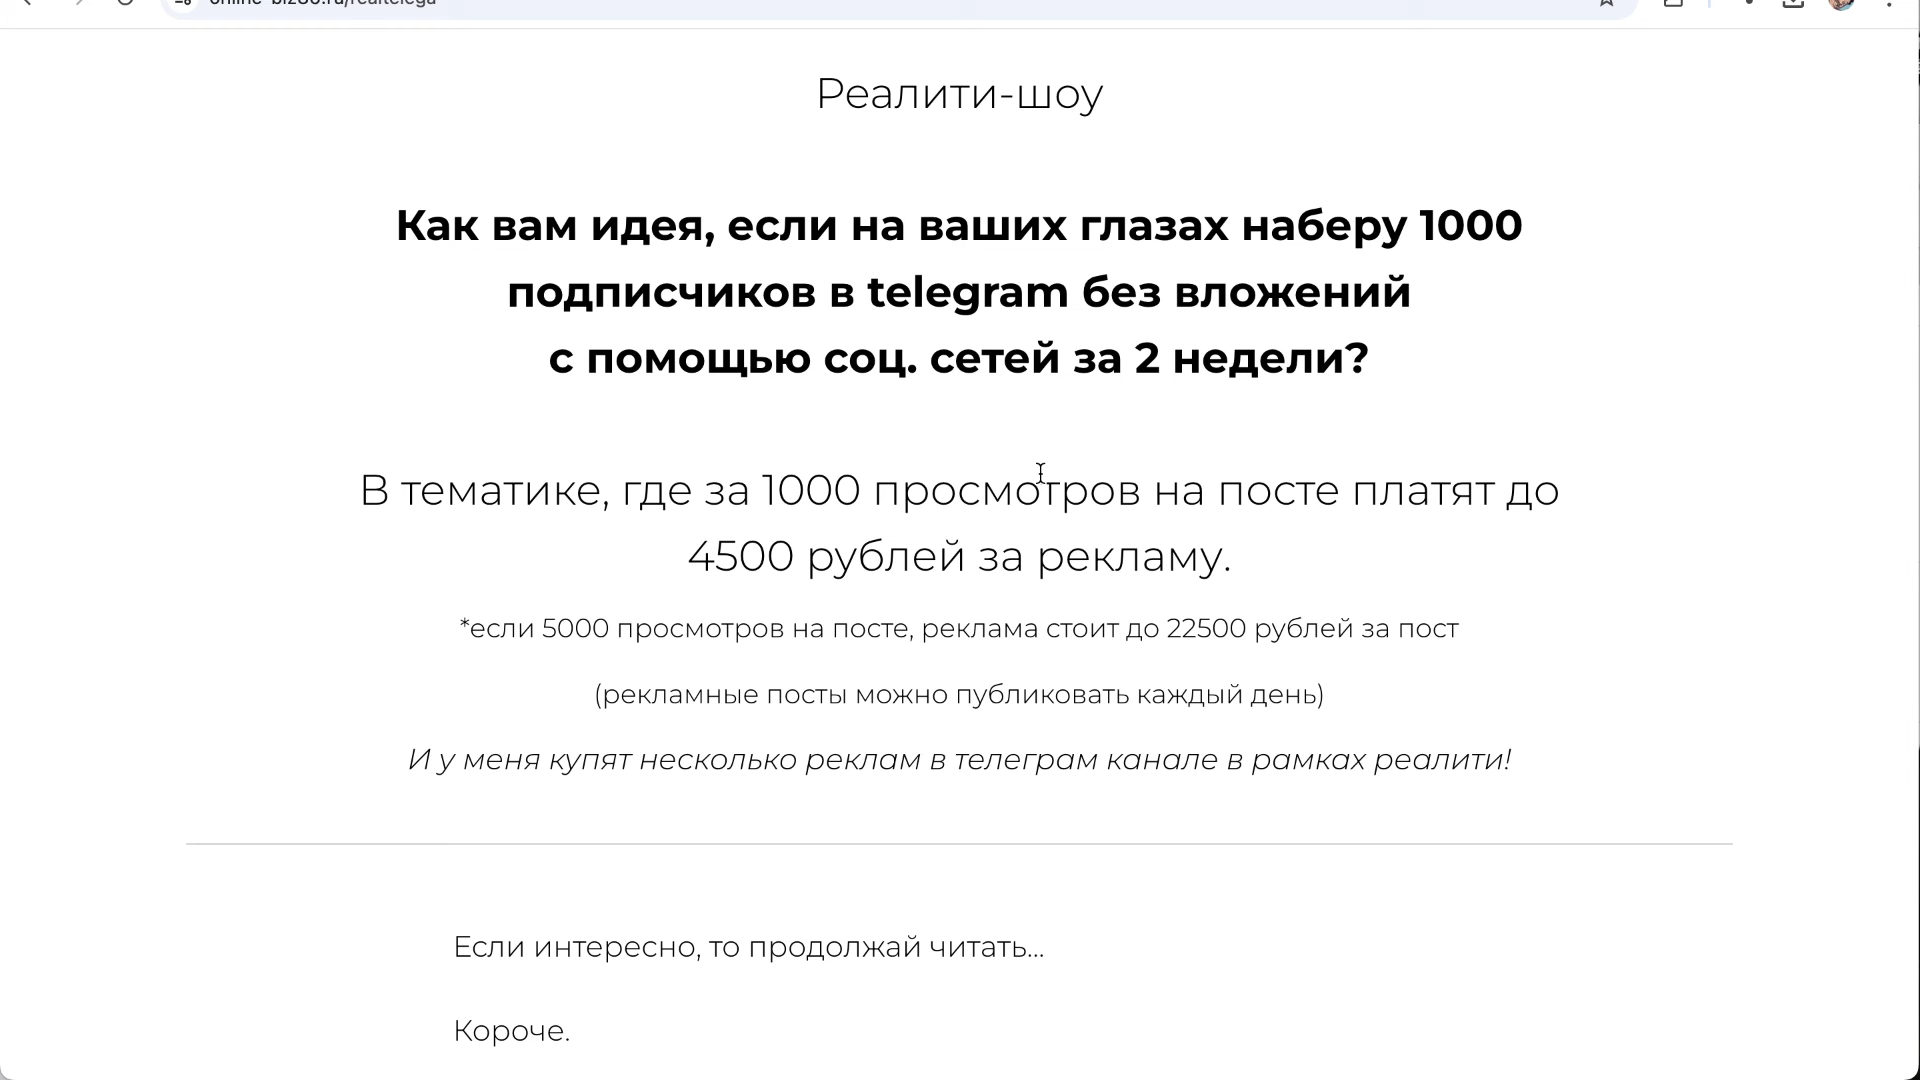 Реалити-шоу
Как вам идея, если на ваших глазах наберу 1000
подписчиков в telegram без вложений
с помощью соц. сетей за 2 недели?
В тематике, где за 1000 просмотров на посте платят до
4500 рублей за рекламу.
*если 5000 просмотров на посте, реклама стоит до 22500 рублей за пост
(рекламные посты можно публиковать каждый день)
И у меня купят несколько реклам в телеграм канале в рамках реалити!
Если интересно, то продолжай читать...
Короче.